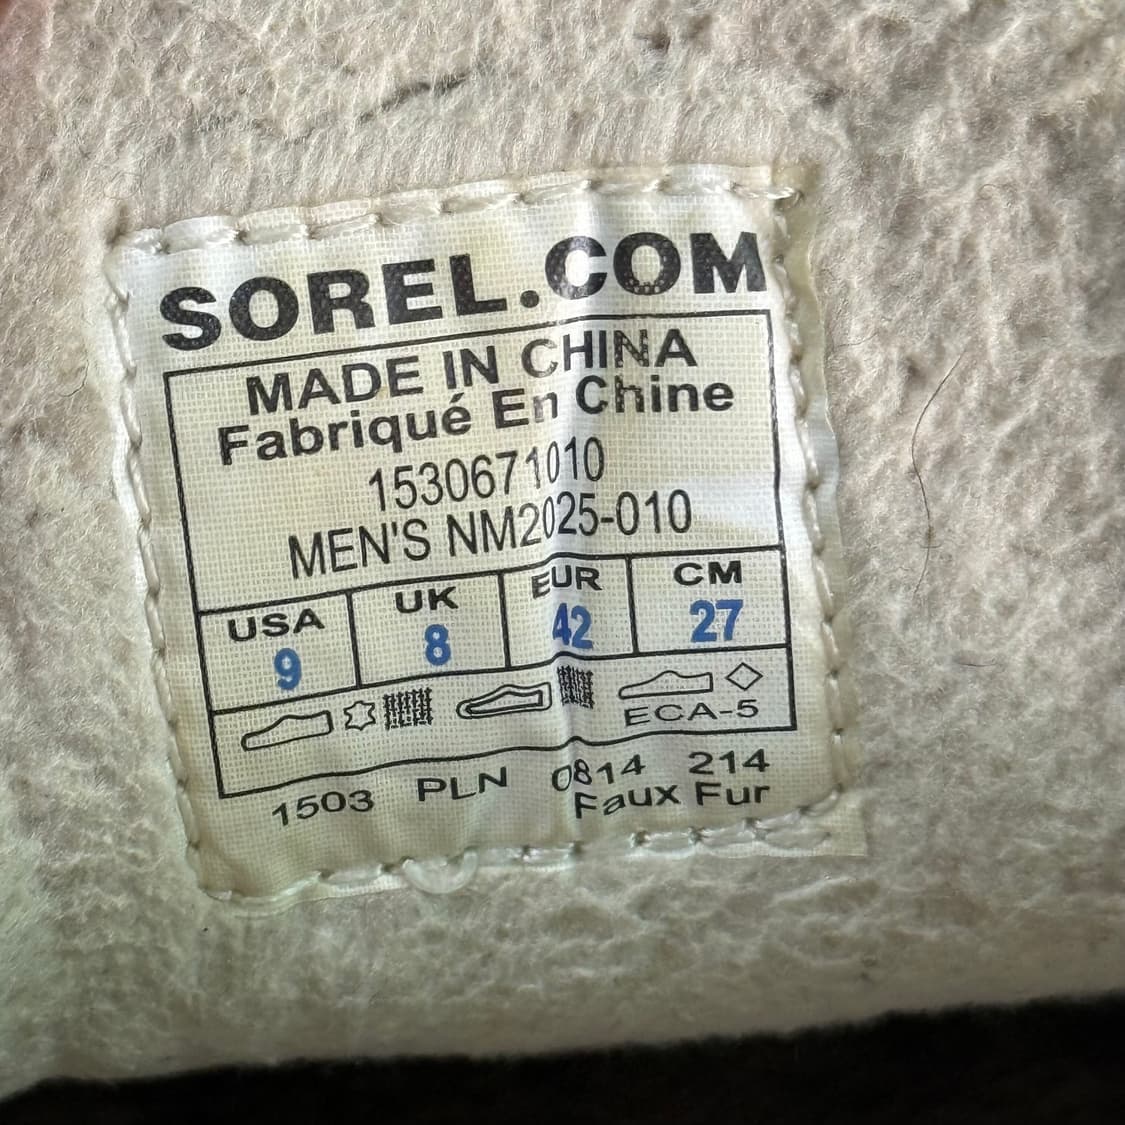 SOREL.COM
MADE IN CHINA
Fabriqué En Chine
1530671010
MEN'S NM2025-010
USA UK EUR CM
9 8 42 27
ECA-5
1503 PLN 0814 214
Faux Fur